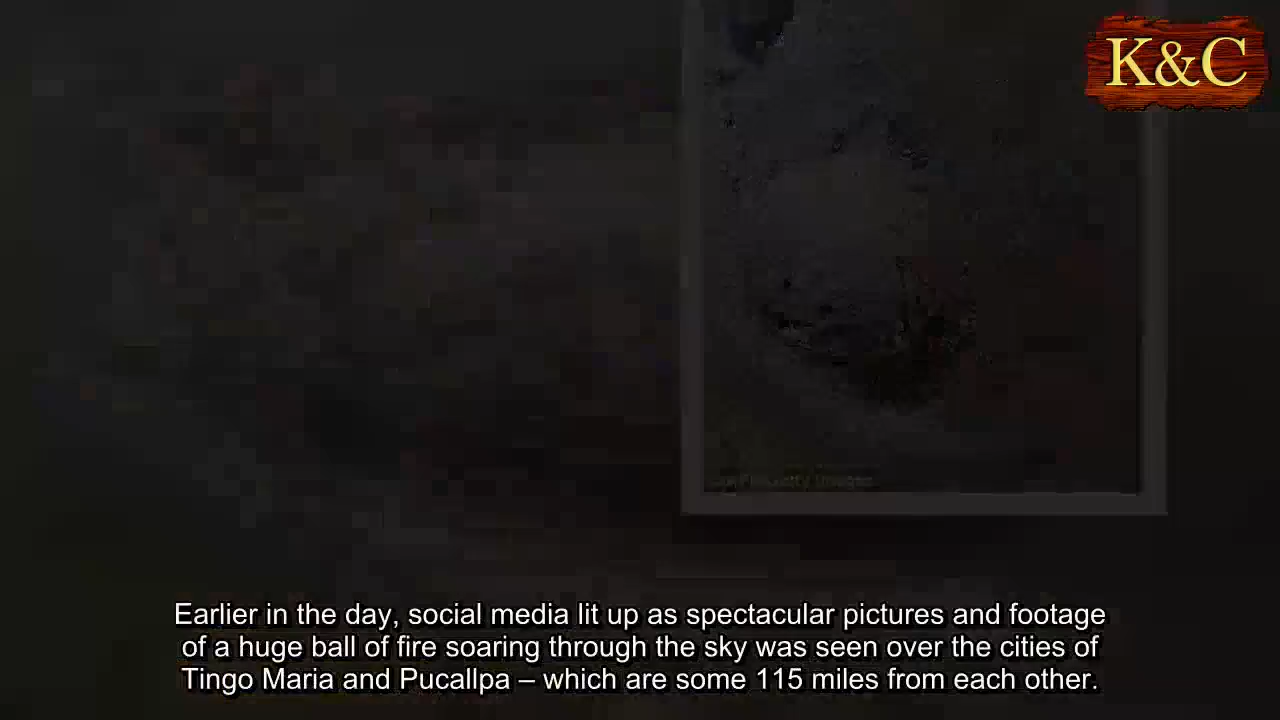 K&C
Earlier in the day, social media lit up as spectacular pictures and footage
of a huge ball of fire soaring through the sky was seen over the cities of
Tingo Maria and Pucallpa – which are some 115 miles from each other.